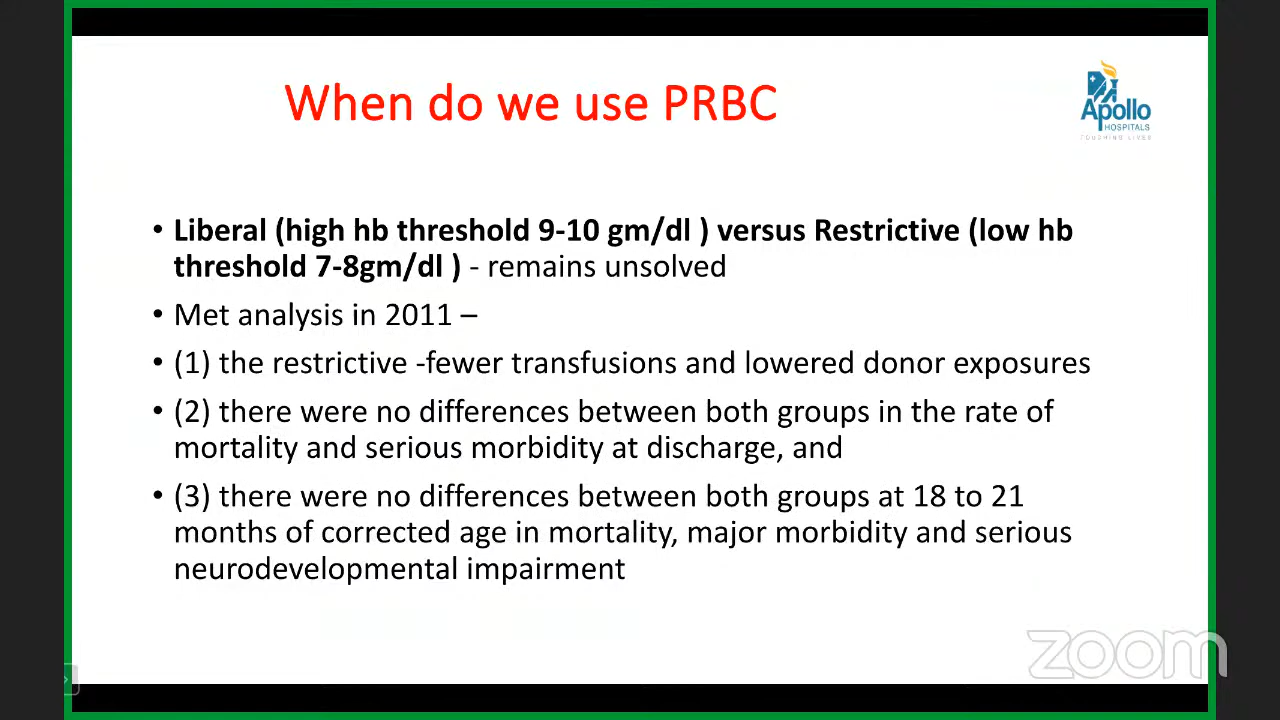 When do we use PRBC
Apollo
HOSPITALS
TOUCHING LIVES
• Liberal (high hb threshold 9-10 gm/dl ) versus Restrictive (low hb
threshold 7-8gm/dl ) - remains unsolved
• Met analysis in 2011 –
• (1) the restrictive -fewer transfusions and lowered donor exposures
• (2) there were no differences between both groups in the rate of
mortality and serious morbidity at discharge, and
• (3) there were no differences between both groups at 18 to 21
months of corrected age in mortality, major morbidity and serious
neurodevelopmental impairment
zoom